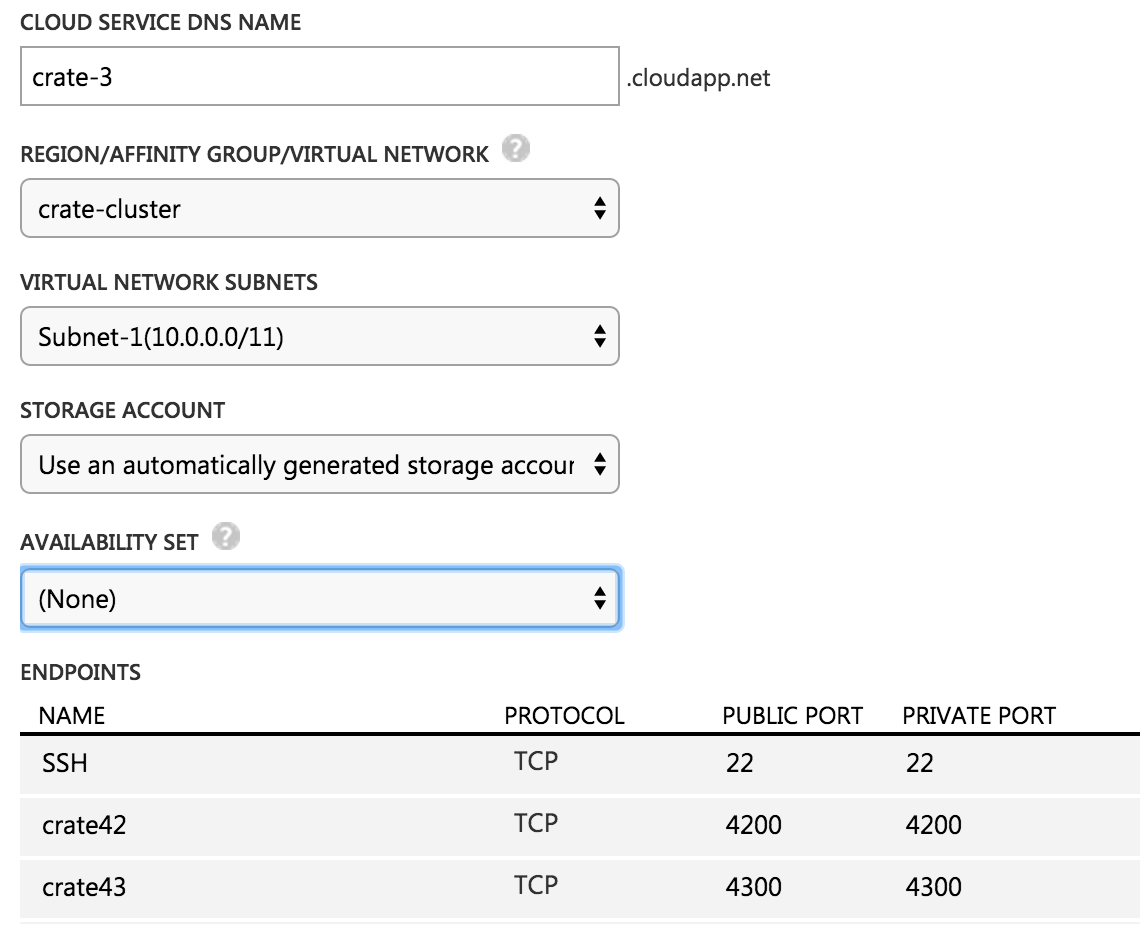 CLOUD SERVICE DNS NAME
crate-3 .cloudapp.net
REGION/AFFINITY GROUP/VIRTUAL NETWORK ?
crate-cluster
VIRTUAL NETWORK SUBNETS
Subnet-1(10.0.0.0/11)
STORAGE ACCOUNT
Use an automatically generated storage accour
AVAILABILITY SET ?
(None)
ENDPOINTS
NAME PROTOCOL PUBLIC PORT PRIVATE PORT
SSH TCP 22 22
crate42 TCP 4200 4200
crate43 TCP 4300 4300